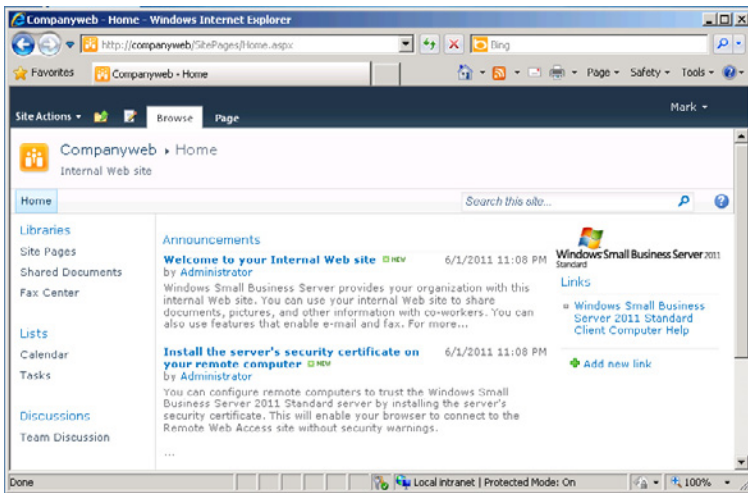 Companyweb - Home - Windows Internet Explorer
http://companyweb/SitePages/Home.aspx
Bing
Favorites
Companyweb - Home
Page
Safety
Tools
Site Actions
Browse
Page
Mark
Companyweb
Home
Internal Web site
Home
Search this site...
Libraries
Site Pages
Shared Documents
Fax Center
Lists
Calendar
Tasks
Discussions
Team Discussion
Announcements
Welcome to your Internal Web site NEW 6/1/2011 11:08 PM
by Administrator
Windows Small Business Server provides your organization with this
internal Web site. You can use your internal Web site to share
documents, pictures, and other information with co-workers. You can
also use features that enable e-mail and fax. For more...
Install the server's security certificate on 6/1/2011 11:08 PM
your remote computer NEW
by Administrator
You can configure remote computers to trust the Windows Small
Business Server 2011 Standard server by installing the server's
security certificate. This will enable your browser to connect to the
Remote Web Access site without security warnings.
...
Windows Small Business Server 2011
Standard
Links
Windows Small Business
Server 2011 Standard
Client Computer Help
Add new link
Done
Local intranet | Protected Mode: On
100%